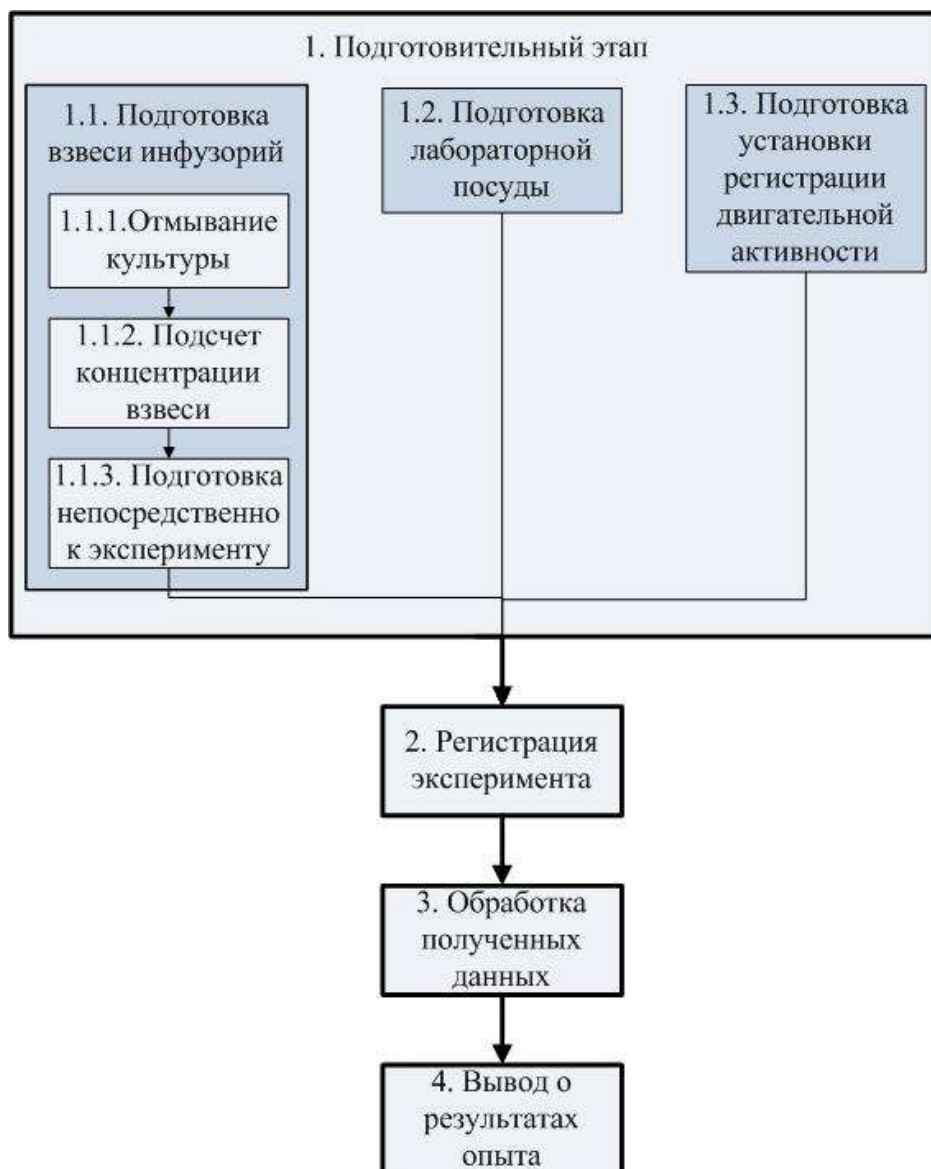 1. Подготовительный этап
1.1. Подготовка
взвеси инфузорий
1.1.1.Отмывание
культуры
1.1.2. Подсчет
концентрации
взвеси
1.1.3. Подготовка
непосредственно
к эксперименту
1.2. Подготовка
лабораторной
посуды
1.3. Подготовка
установки
регистрации
двигательной
активности
2. Регистрация
эксперимента
3. Обработка
полученных
данных
4. Вывод о
результатах
опыта